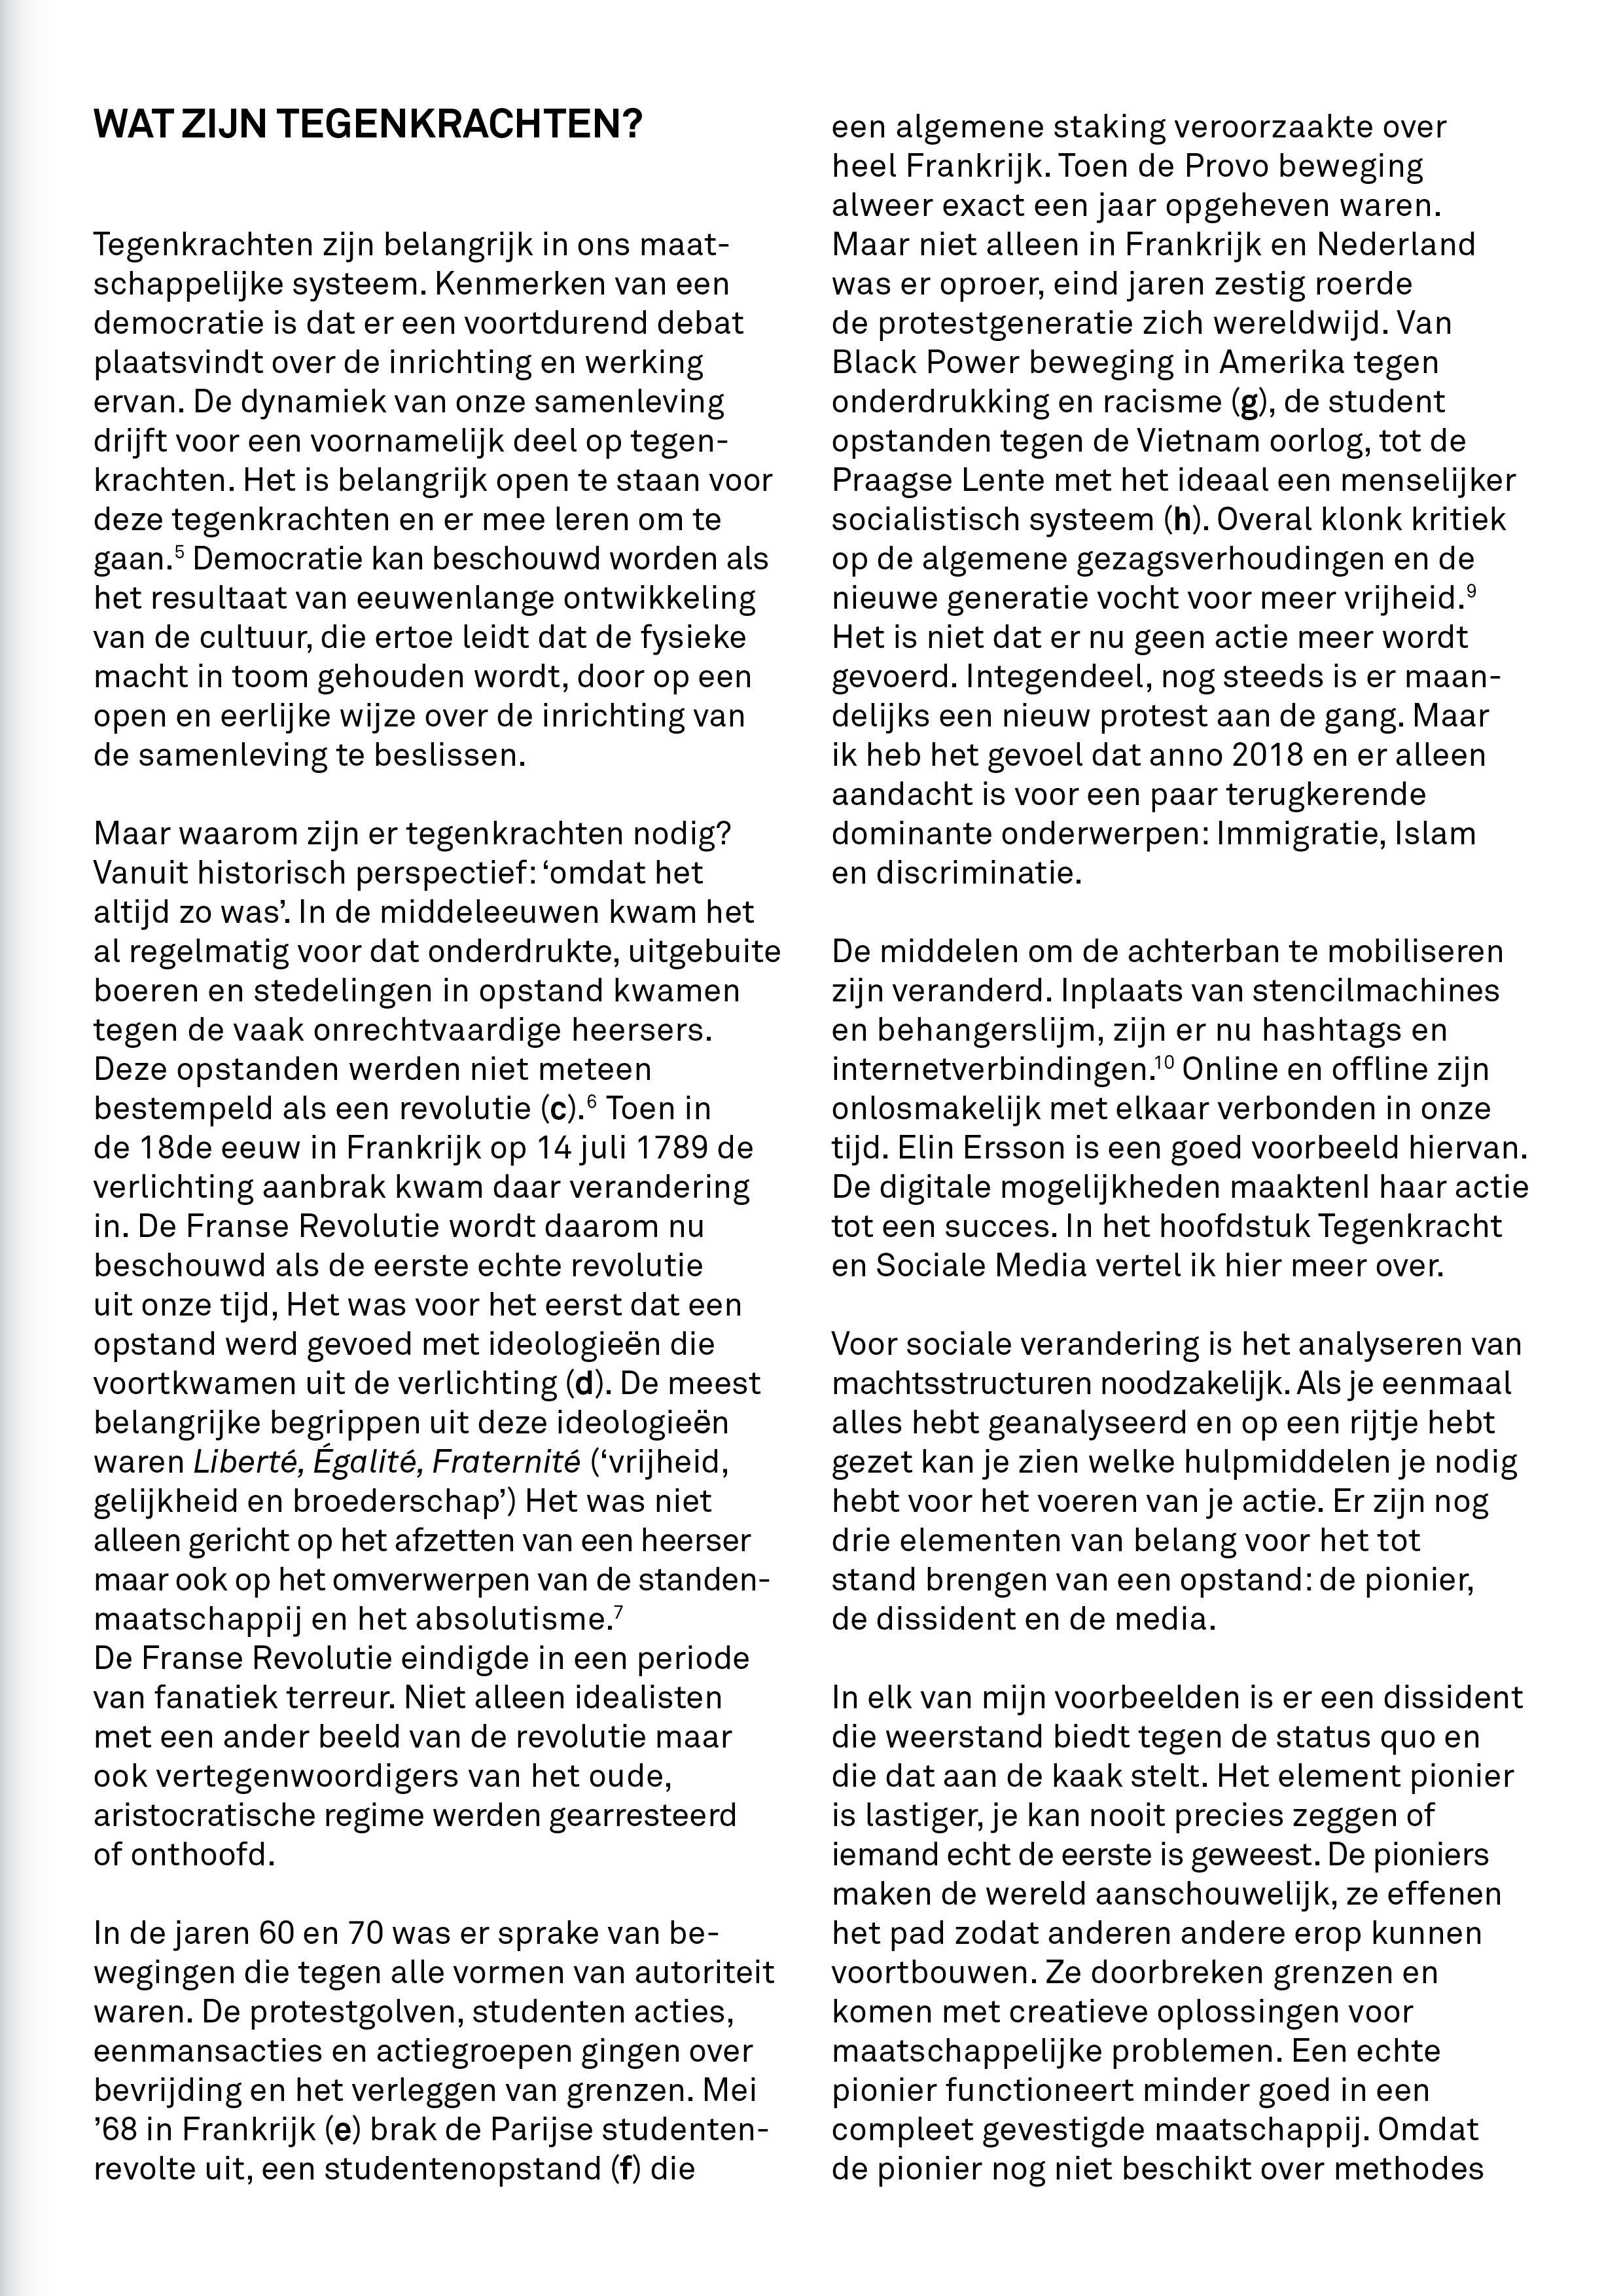 WAT ZIJN TEGENKRACHTEN?
Tegenkrachten zijn belangrijk in ons maat-
schappelijke systeem. Kenmerken van een
democratie is dat er een voortdurend debat
plaatsvindt over de inrichting en werking
ervan. De dynamiek van onze samenleving
drijft voor een voornamelijk deel op tegen-
krachten. Het is belangrijk open te staan voor
deze tegenkrachten en er mee leren om te
gaan.⁵ Democratie kan beschouwd worden als
het resultaat van eeuwenlange ontwikkeling
van de cultuur, die ertoe leidt dat de fysieke
macht in toom gehouden wordt, door op een
open en eerlijke wijze over de inrichting van
de samenleving te beslissen.
Maar waarom zijn er tegenkrachten nodig?
Vanuit historisch perspectief: ‘omdat het
altijd zo was’. In de middeleeuwen kwam het
al regelmatig voor dat onderdrukte, uitgebuite
boeren en stedelingen in opstand kwamen
tegen de vaak onrechtvaardige heersers.
Deze opstanden werden niet meteen
bestempeld als een revolutie (c).⁶ Toen in
de 18de eeuw in Frankrijk op 14 juli 1789 de
verlichting aanbrak kwam daar verandering
in. De Franse Revolutie wordt daarom nu
beschouwd als de eerste echte revolutie
uit onze tijd, Het was voor het eerst dat een
opstand werd gevoed met ideologieën die
voortkwamen uit de verlichting (d). De meest
belangrijke begrippen uit deze ideologieën
waren Liberté, Égalité, Fraternité (‘vrijheid,
gelijkheid en broederschap’) Het was niet
alleen gericht op het afzetten van een heerser
maar ook op het omverwerpen van de standen-
maatschappij en het absolutisme.⁷
De Franse Revolutie eindigde in een periode
van fanatiek terreur. Niet alleen idealisten
met een ander beeld van de revolutie maar
ook vertegenwoordigers van het oude,
aristocratische regime werden gearresteerd
of onthoofd.
In de jaren 60 en 70 was er sprake van be-
wegingen die tegen alle vormen van autoriteit
waren. De protestgolven, studenten acties,
eenmansacties en actiegroepen gingen over
bevrijding en het verleggen van grenzen. Mei
’68 in Frankrijk (e) brak de Parijse studenten-
revolte uit, een studentenopstand (f) die
een algemene staking veroorzaakte over
heel Frankrijk. Toen de Provo beweging
alweer exact een jaar opgeheven waren.
Maar niet alleen in Frankrijk en Nederland
was er oproer, eind jaren zestig roerde
de protestgeneratie zich wereldwijd. Van
Black Power beweging in Amerika tegen
onderdrukking en racisme (g), de student
opstanden tegen de Vietnam oorlog, tot de
Praagse Lente met het ideaal een menselijker
socialistisch systeem (h). Overal klonk kritiek
op de algemene gezagsverhoudingen en de
nieuwe generatie vocht voor meer vrijheid.⁹
Het is niet dat er nu geen actie meer wordt
gevoerd. Integendeel, nog steeds is er maan-
delijks een nieuw protest aan de gang. Maar
ik heb het gevoel dat anno 2018 en er alleen
aandacht is voor een paar terugkerende
dominante onderwerpen: Immigratie, Islam
en discriminatie.
De middelen om de achterban te mobiliseren
zijn veranderd. Inplaats van stencilmachines
en behangerslijm, zijn er nu hashtags en
internetverbindingen.¹⁰ Online en offline zijn
onlosmakelijk met elkaar verbonden in onze
tijd. Elin Ersson is een goed voorbeeld hiervan.
De digitale mogelijkheden maaktenI haar actie
tot een succes. In het hoofdstuk Tegenkracht
en Sociale Media vertel ik hier meer over.
Voor sociale verandering is het analyseren van
machtsstructuren noodzakelijk. Als je eenmaal
alles hebt geanalyseerd en op een rijtje hebt
gezet kan je zien welke hulpmiddelen je nodig
hebt voor het voeren van je actie. Er zijn nog
drie elementen van belang voor het tot
stand brengen van een opstand: de pionier,
de dissident en de media.
In elk van mijn voorbeelden is er een dissident
die weerstand biedt tegen de status quo en
die dat aan de kaak stelt. Het element pionier
is lastiger, je kan nooit precies zeggen of
iemand echt de eerste is geweest. De pioniers
maken de wereld aanschouwelijk, ze effenen
het pad zodat anderen andere erop kunnen
voortbouwen. Ze doorbreken grenzen en
komen met creatieve oplossingen voor
maatschappelijke problemen. Een echte
pionier functioneert minder goed in een
compleet gevestigde maatschappij. Omdat
de pionier nog niet beschikt over methodes